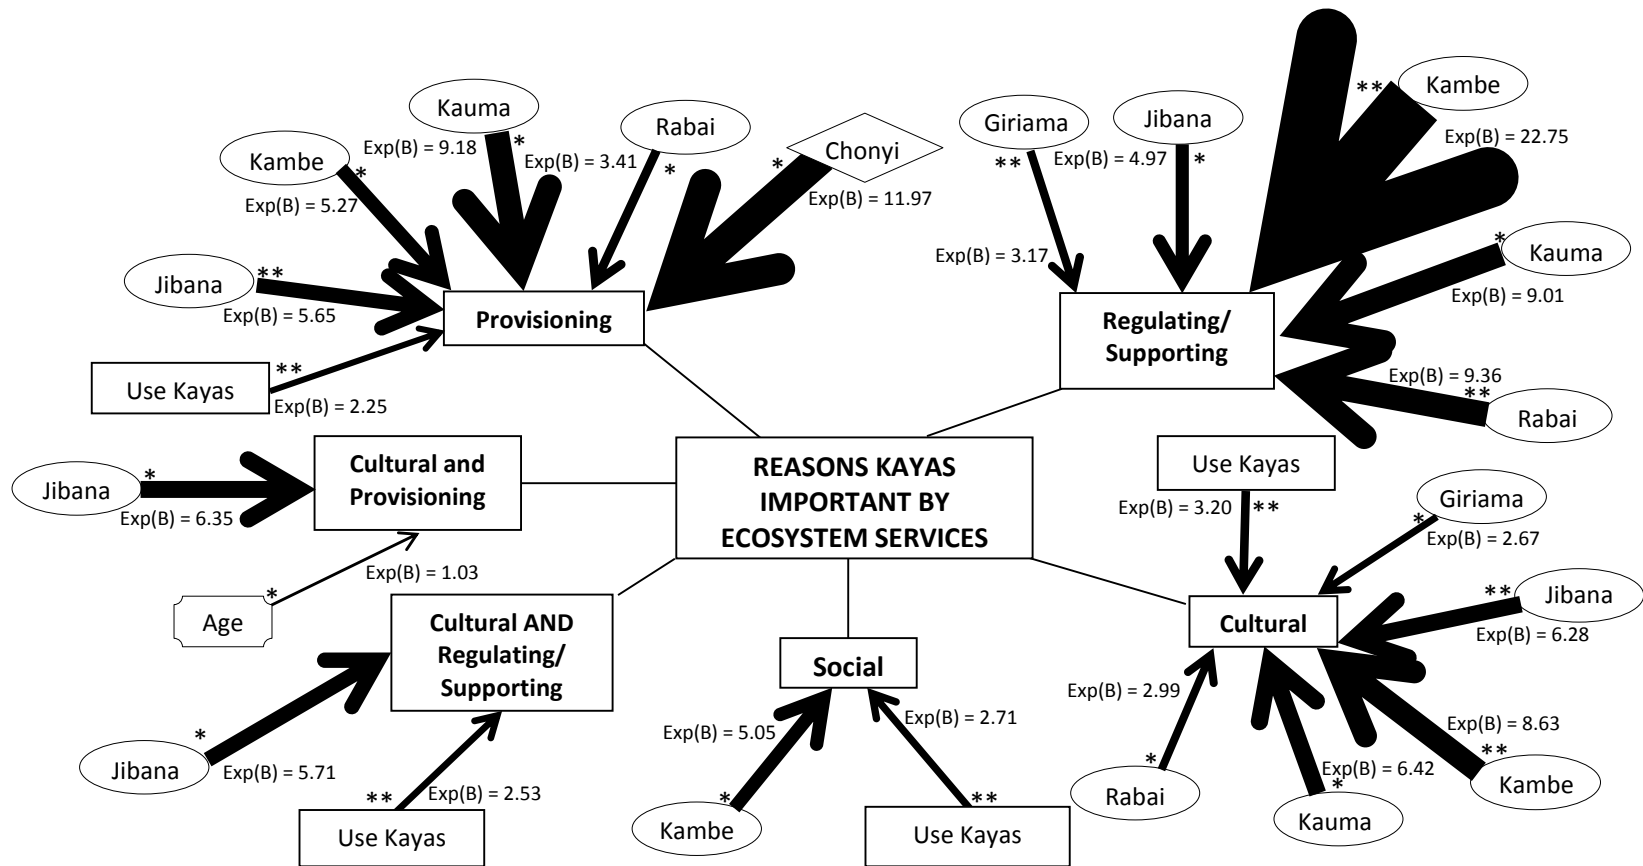 Kauma
*
Exp(B) = 9.18
Rabai
*
Exp(B) = 3.41
Chonyi
*
Exp(B) = 11.97
Kambe
*
Exp(B) = 5.27
Jibana
**
Exp(B) = 5.65
Use Kayas
**
Exp(B) = 2.25
Provisioning
Giriama
**
Exp(B) = 3.17
Jibana
*
Exp(B) = 4.97
Kambe
**
Exp(B) = 22.75
Kauma
*
Exp(B) = 9.01
Rabai
**
Exp(B) = 9.36
Regulating/
Supporting
Jibana
*
Exp(B) = 6.35
Age
*
Exp(B) = 1.03
Cultural and
Provisioning
REASONS KAYAS
IMPORTANT BY
ECOSYSTEM SERVICES
Use Kayas
**
Exp(B) = 3.20
Giriama
*
Exp(B) = 2.67
Jibana
**
Exp(B) = 6.28
Kambe
**
Exp(B) = 8.63
Kauma
*
Exp(B) = 6.42
Rabai
*
Exp(B) = 2.99
Cultural
Cultural AND
Regulating/
Supporting
Jibana
*
Exp(B) = 5.71
Use Kayas
**
Exp(B) = 2.53
Social
Kambe
*
Exp(B) = 5.05
Use Kayas
**
Exp(B) = 2.71